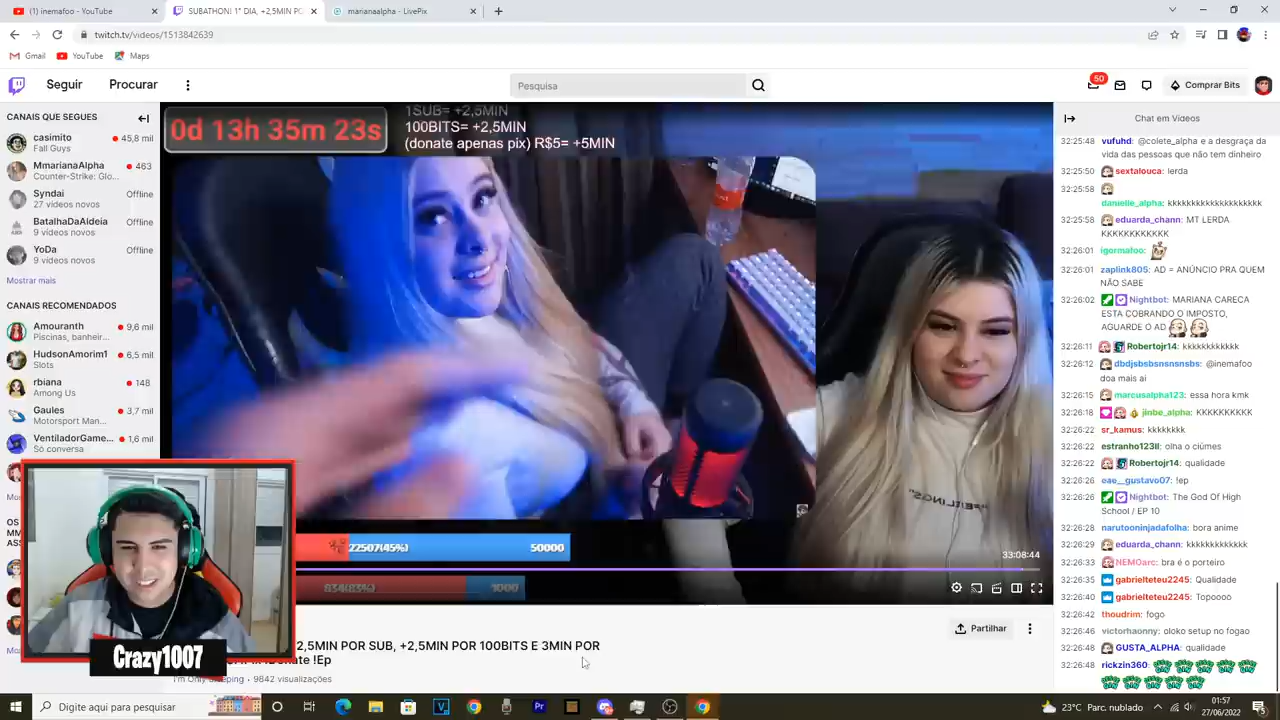 (1) inemafoo - YouTube
SUBATHON! 1° DIA, +2,5MIN PO
marianaalpha - LivePix
twitch.tv/videos/1513842639
Gmail
YouTube
Maps
Seguir
Procurar
Pesquisa
50
Comprar Bits
CANAIS QUE SEGUES
casimito
45,8 mil
Fall Guys
MmarianaAlpha
463
Counter-Strike: Glo...
Syndai
Offline
27 vídeos novos
BatalhaDaAldeia
Offline
9 vídeos novos
YoDa
Offline
9 vídeos novos
Mostrar mais
CANAIS RECOMENDADOS
Amouranth
9,6 mil
Piscinas, banheir...
HudsonAmorim1
6,5 mil
Slots
rbiana
148
Among Us
Gaules
3,7 mil
Motorsport Man...
VentiladorGame...
1,6 mil
Só conversa
0d 13h 35m 23s
1SUB= +2,5MIN
100BITS= +2,5MIN
(donate apenas pix) R$5= +5MIN
22507(45%)
50000
834(83%)
1000
33:08:44
Crazy1007
2,5MIN POR SUB, +2,5MIN POR 100BITS E 3MIN POR
!Ep
Partilhar
9842 visualizações
Chat em Vídeos
32:25:48 vufuhd: @colete_alpha e a desgraça da
vida das pessoas que não tem dinheiro
32:25:50 sextalouca: lerda
32:25:58
danielle_alpha: kkkkkkkkkkkkkkkkkkk
32:25:58 eduarda_chann: MT LERDA
KKKKKKKKKKKK
32:26:01
igormafoo:
32:26:01 zaplink805: AD = ANÚNCIO PRA QUEM
NÃO SABE
32:26:02 Nightbot: MARIANA CARECA
ESTA COBRANDO O IMPOSTO,
AGUARDE O AD
32:26:11 Robertojr14: kkkkkkkkkkkk
32:26:12 dbdjsbsbsnsnsnsbs: @inemafoo
doa mais ai
32:26:15 marcusalpha123: essa hora kmk
32:26:18 jinbe_alpha: KKKKKKKKKK
32:26:22 sr_kamus: kkkkkkkk
32:26:22 estranho123ll: olha o ciúmes
32:26:22 Robertojr14: qualidade
32:26:26 eae__gustavo07: !ep
32:26:26 Nightbot: The God Of High
School / EP 10
32:26:28 narutooninjadafolha: bora anime
32:26:29 eduarda_chann: kkkkkkkkkkkk
32:26:33 NEMOarc: bra é o porteiro
32:26:35 gabrielteteu2245: Qualidade
32:26:40 gabrielteteu2245: Topoooo
32:26:42 thoudrim: fogo
32:26:46 victorhaonny: oloko setup no fogao
32:26:48 GUSTA_ALPHA: qualidade
32:26:48 rickzin360:
Digite aqui para pesquisar
23°C Parc. nublado
01:57
27/06/2022